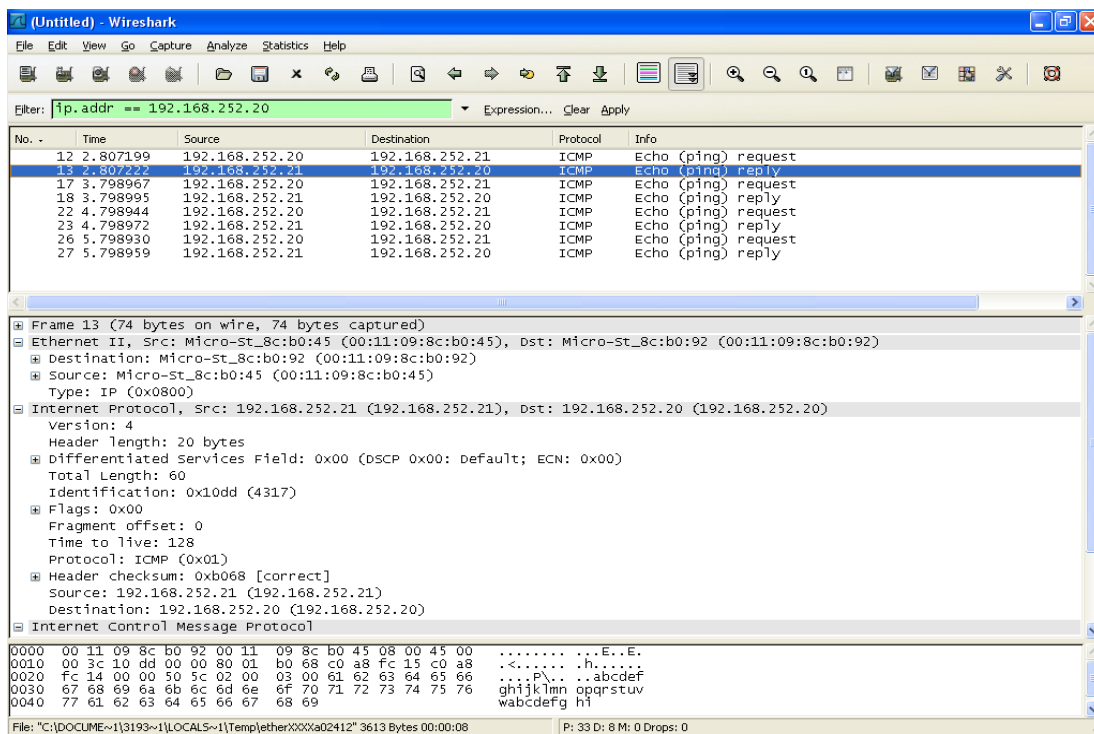 (Untitled) - Wireshark
File Edit View Go Capture Analyze Statistics Help
Filter: ip.addr == 192.168.252.20 Expression... Clear Apply
No. - Time Source Destination Protocol Info
12 2.807199 192.168.252.20 192.168.252.21 ICMP Echo (ping) request
13 2.807222 192.168.252.21 192.168.252.20 ICMP Echo (ping) reply
17 3.798967 192.168.252.20 192.168.252.21 ICMP Echo (ping) request
18 3.798995 192.168.252.21 192.168.252.20 ICMP Echo (ping) reply
22 4.798944 192.168.252.20 192.168.252.21 ICMP Echo (ping) request
23 4.798972 192.168.252.21 192.168.252.20 ICMP Echo (ping) reply
26 5.798930 192.168.252.20 192.168.252.21 ICMP Echo (ping) request
27 5.798959 192.168.252.21 192.168.252.20 ICMP Echo (ping) reply
Frame 13 (74 bytes on wire, 74 bytes captured)
Ethernet II, Src: Micro-St_8c:b0:45 (00:11:09:8c:b0:45), Dst: Micro-St_8c:b0:92 (00:11:09:8c:b0:92)
Destination: Micro-St_8c:b0:92 (00:11:09:8c:b0:92)
Source: Micro-St_8c:b0:45 (00:11:09:8c:b0:45)
Type: IP (0x0800)
Internet Protocol, Src: 192.168.252.21 (192.168.252.21), Dst: 192.168.252.20 (192.168.252.20)
Version: 4
Header length: 20 bytes
Differentiated Services Field: 0x00 (DSCP 0x00: Default; ECN: 0x00)
Total Length: 60
Identification: 0x10dd (4317)
Flags: 0x00
Fragment offset: 0
Time to live: 128
Protocol: ICMP (0x01)
Header checksum: 0xb068 [correct]
Source: 192.168.252.21 (192.168.252.21)
Destination: 192.168.252.20 (192.168.252.20)
Internet Control Message Protocol
0000 00 11 09 8c b0 92 00 11 09 8c b0 45 08 00 45 00 ........ ...E..E.
0010 00 3c 10 dd 00 00 80 01 b0 68 c0 a8 fc 15 c0 a8 .<...... .h......
0020 fc 14 00 00 50 5c 02 00 03 00 61 62 63 64 65 66 ....P\.. ..abcdef
0030 67 68 69 6a 6b 6c 6d 6e 6f 70 71 72 73 74 75 76 ghijklmn opqrstuv
0040 77 61 62 63 64 65 66 67 68 69 wabcdefg hi
File: "C:\DOCUME~1\3193~1\LOCALS~1\Temp\etherXXXXa02412" 3613 Bytes 00:00:08 P: 33 D: 8 M: 0 Drops: 0